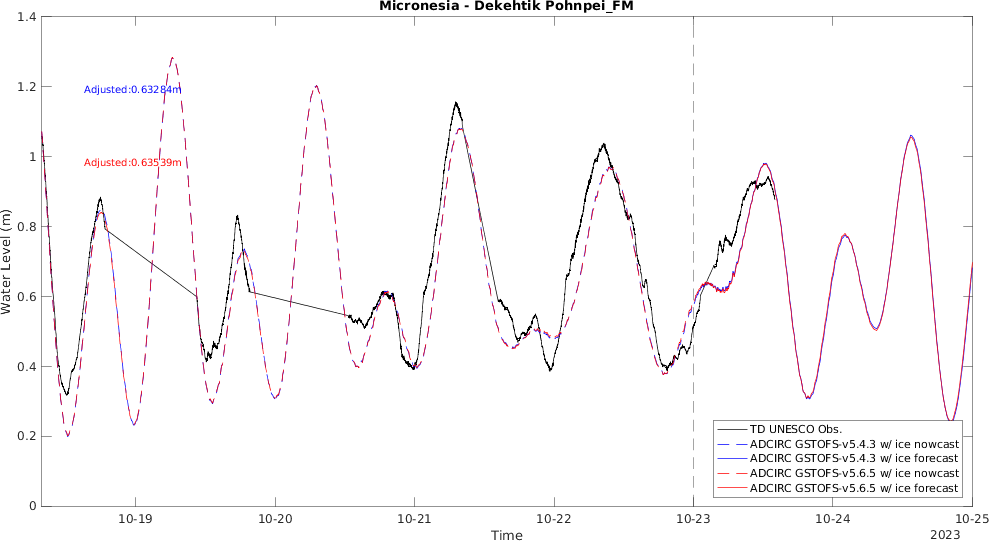 Micronesia - Dekehtik Pohnpei_FM
1.4
1.2
1
0.8
0.6
0.4
0.2
0
Water Level (m)
Adjusted:0.63284m
Adjusted:0.63539m
TD UNESCO Obs.
ADCIRC GSTOFS-v5.4.3 w/ ice nowcast
ADCIRC GSTOFS-v5.4.3 w/ ice forecast
ADCIRC GSTOFS-v5.6.5 w/ ice nowcast
ADCIRC GSTOFS-v5.6.5 w/ ice forecast
10-19
10-20
10-21
10-22
10-23
10-24
10-25
Time
2023